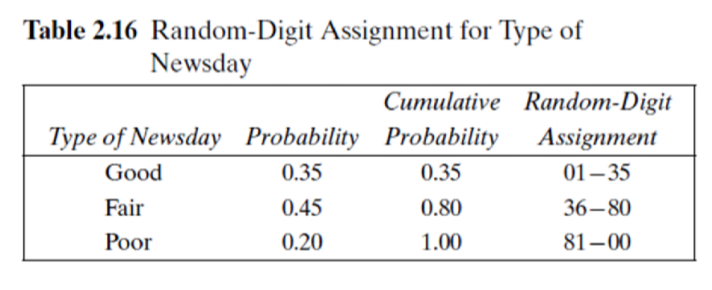 Table 2.16 Random-Digit Assignment for Type of
Newsday
Cumulative Random-Digit
Type of Newsday Probability Probability Assignment
Good 0.35 0.35 01–35
Fair 0.45 0.80 36–80
Poor 0.20 1.00 81–00